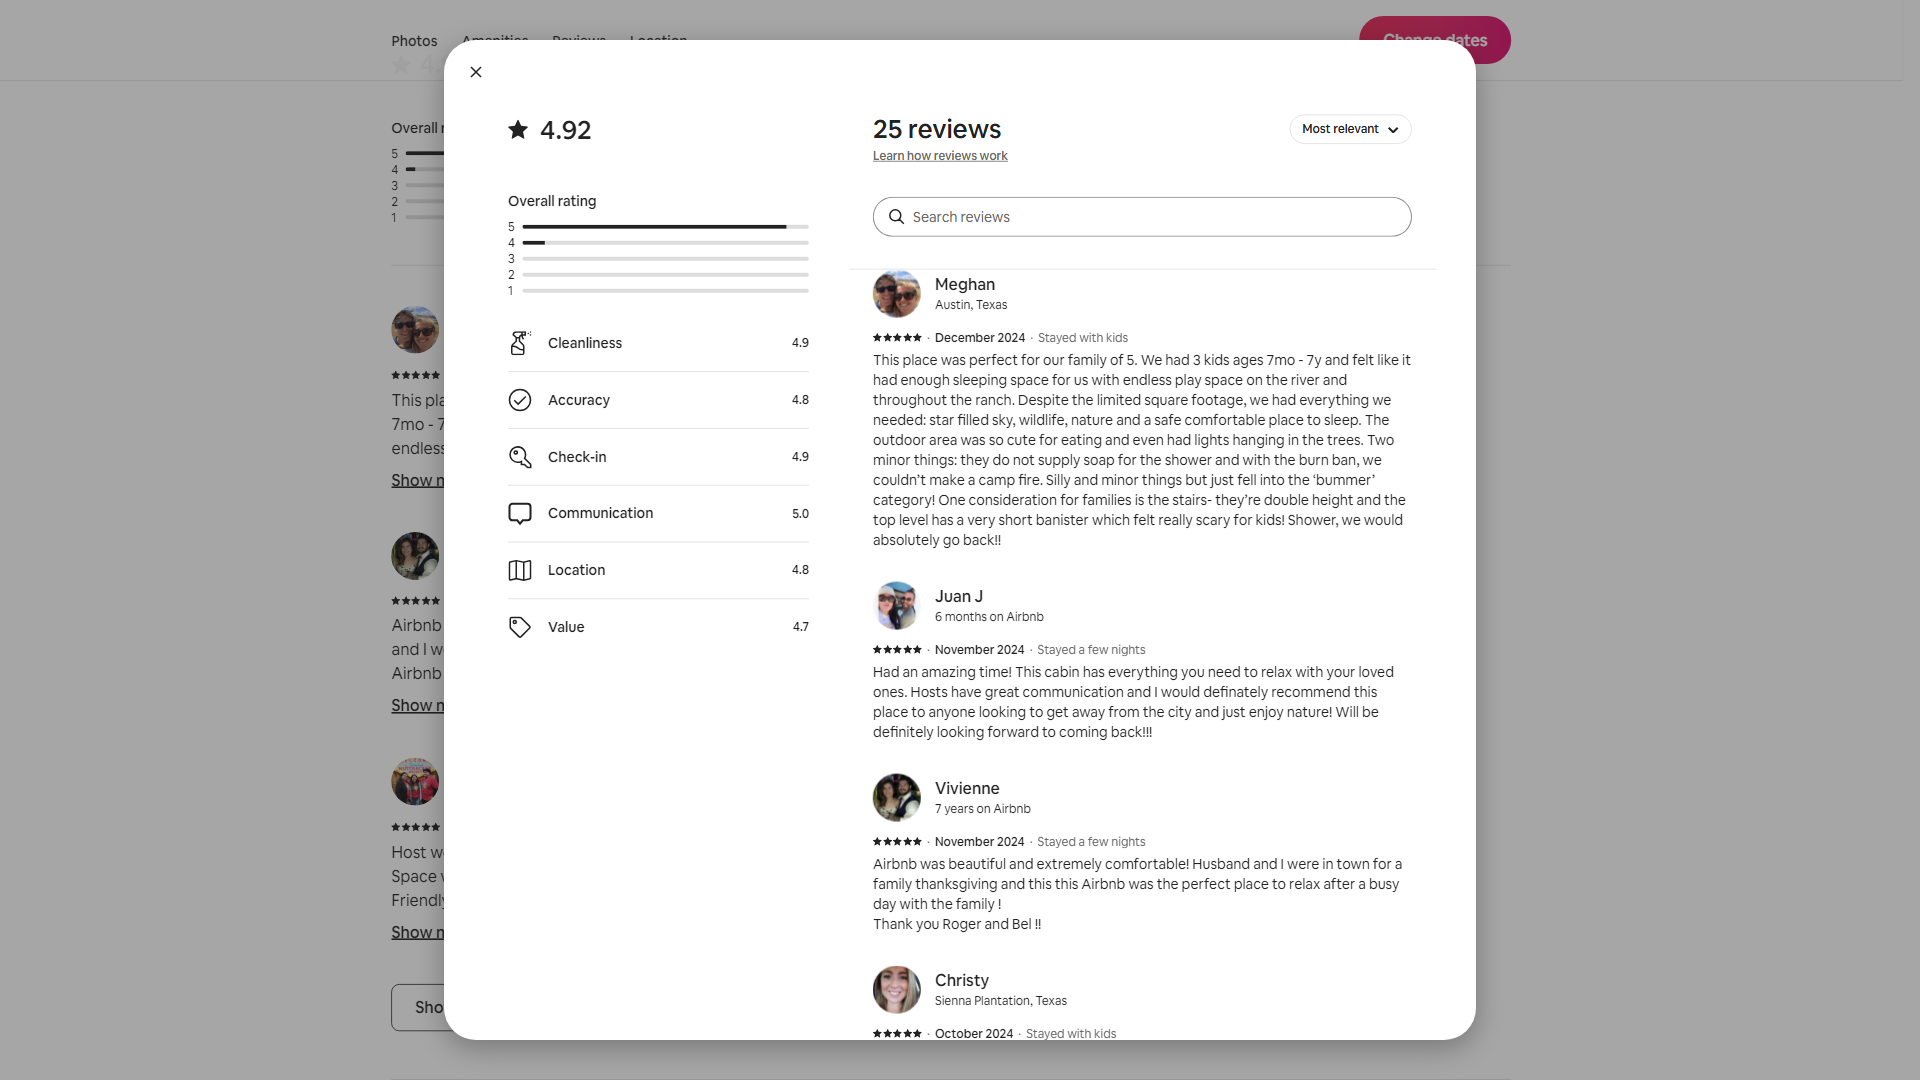 Photos
Amenities
Reviews
Location
Change dates
Overall r
5
4
3
2
1
This pla
7mo - 7
endless
Show m
Airbnb
and I w
Airbnb
Show m
Host we
Space w
Friendly
Show m
Sho
4.92
Overall rating
5
4
3
2
1
Cleanliness 4.9
Accuracy 4.8
Check-in 4.9
Communication 5.0
Location 4.8
Value 4.7
25 reviews
Learn how reviews work
Most relevant
Search reviews
Meghan
Austin, Texas
· December 2024 · Stayed with kids
This place was perfect for our family of 5. We had 3 kids ages 7mo - 7y and felt like it
had enough sleeping space for us with endless play space on the river and
throughout the ranch. Despite the limited square footage, we had everything we
needed: star filled sky, wildlife, nature and a safe comfortable place to sleep. The
outdoor area was so cute for eating and even had lights hanging in the trees. Two
minor things: they do not supply soap for the shower and with the burn ban, we
couldn’t make a camp fire. Silly and minor things but just fell into the ‘bummer’
category! One consideration for families is the stairs- they’re double height and the
top level has a very short banister which felt really scary for kids! Shower, we would
absolutely go back!!
Juan J
6 months on Airbnb
· November 2024 · Stayed a few nights
Had an amazing time! This cabin has everything you need to relax with your loved
ones. Hosts have great communication and I would definately recommend this
place to anyone looking to get away from the city and just enjoy nature! Will be
definitely looking forward to coming back!!!
Vivienne
7 years on Airbnb
· November 2024 · Stayed a few nights
Airbnb was beautiful and extremely comfortable! Husband and I were in town for a
family thanksgiving and this this Airbnb was the perfect place to relax after a busy
day with the family !
Thank you Roger and Bel !!
Christy
Sienna Plantation, Texas
· October 2024 · Stayed with kids